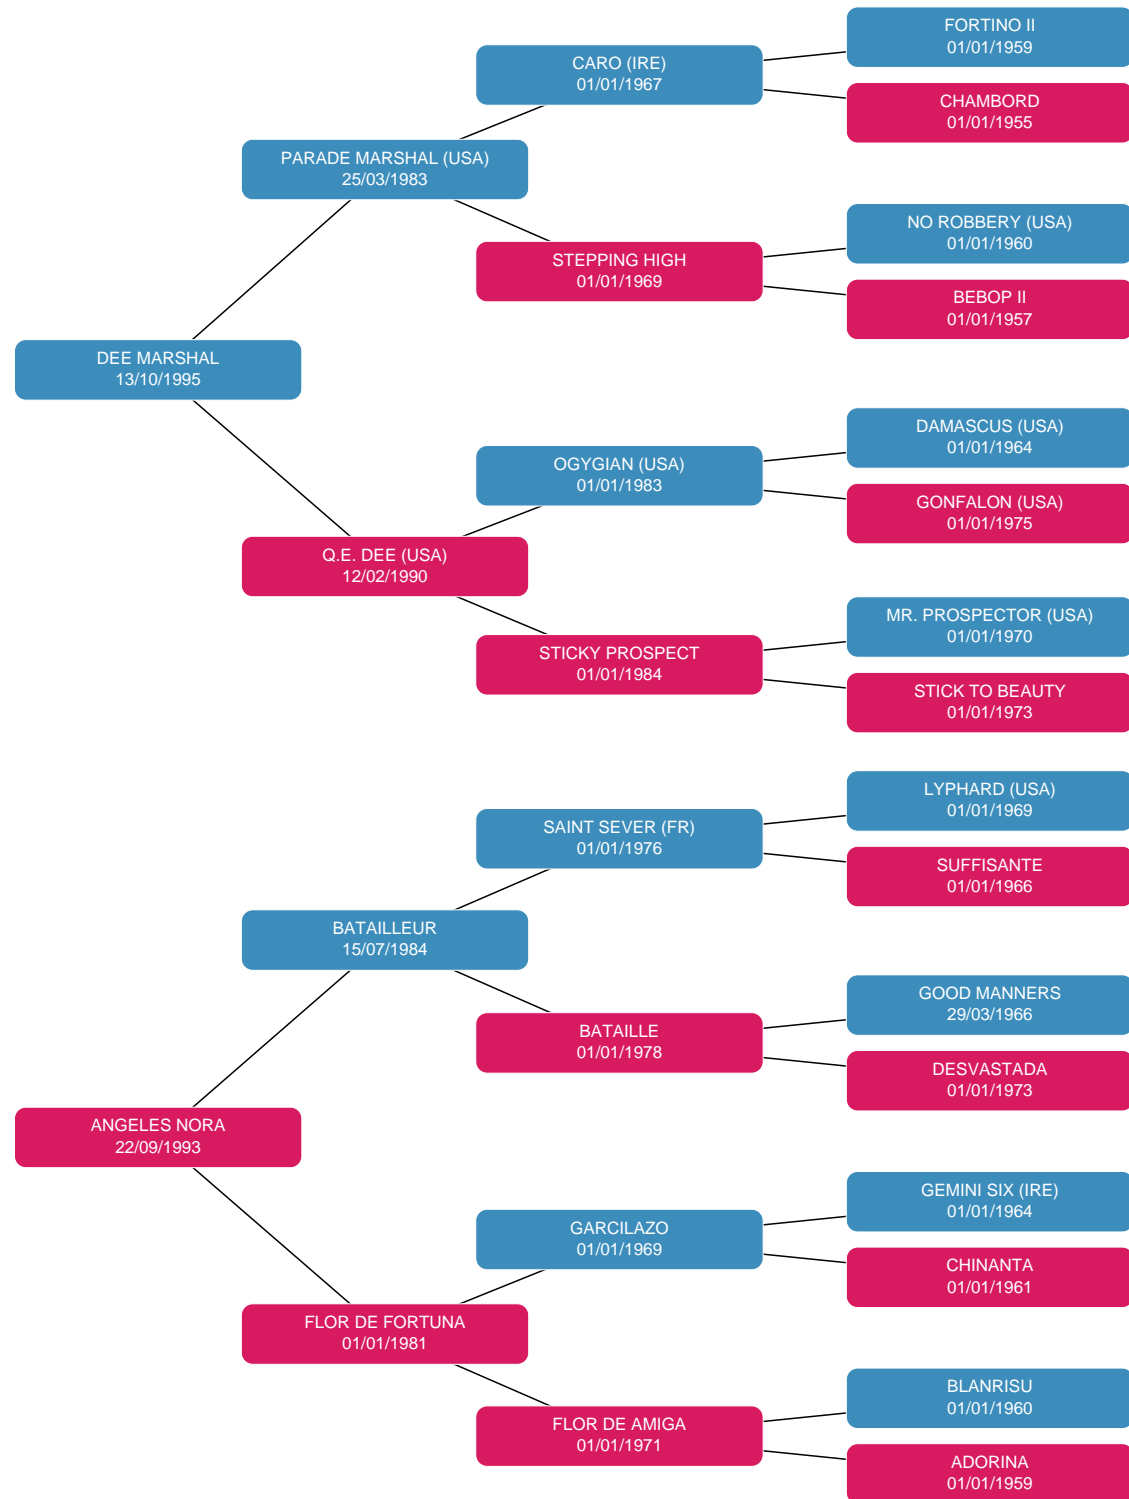 FORTINO II
01/01/1959
CARO (IRE)
01/01/1967
CHAMBORD
01/01/1955
PARADE MARSHAL (USA)
25/03/1983
NO ROBBERY (USA)
01/01/1960
STEPPING HIGH
01/01/1969
BEBOP II
01/01/1957
DEE MARSHAL
13/10/1995
DAMASCUS (USA)
01/01/1964
OGYGIAN (USA)
01/01/1983
GONFALON (USA)
01/01/1975
Q.E. DEE (USA)
12/02/1990
MR. PROSPECTOR (USA)
01/01/1970
STICKY PROSPECT
01/01/1984
STICK TO BEAUTY
01/01/1973
LYPHARD (USA)
01/01/1969
SAINT SEVER (FR)
01/01/1976
SUFFISANTE
01/01/1966
BATAILLEUR
15/07/1984
GOOD MANNERS
29/03/1966
BATAILLE
01/01/1978
DESVASTADA
01/01/1973
ANGELES NORA
22/09/1993
GEMINI SIX (IRE)
01/01/1964
GARCILAZO
01/01/1969
CHINANTA
01/01/1961
FLOR DE FORTUNA
01/01/1981
BLANRISU
01/01/1960
FLOR DE AMIGA
01/01/1971
ADORINA
01/01/1959